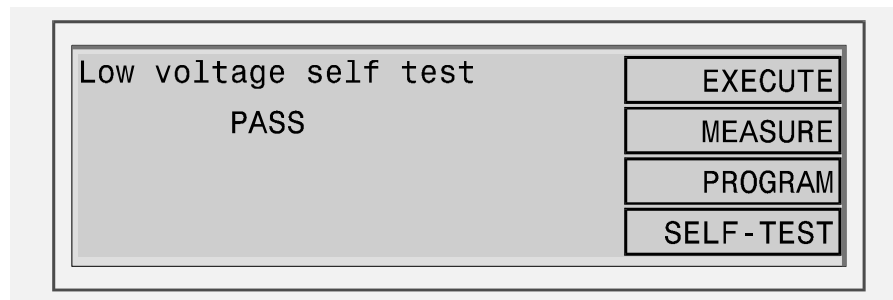 Low voltage self test
PASS
EXECUTE
MEASURE
PROGRAM
SELF-TEST